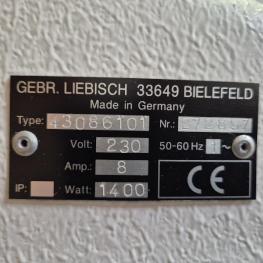 GEBR. LIEBISCH 33649 BIELEFELD
Made in Germany
Type: 43086101 Nr.:
Volt: 230 50-60 Hz 1~
Amp.: 8
IP: Watt: 1400 CE